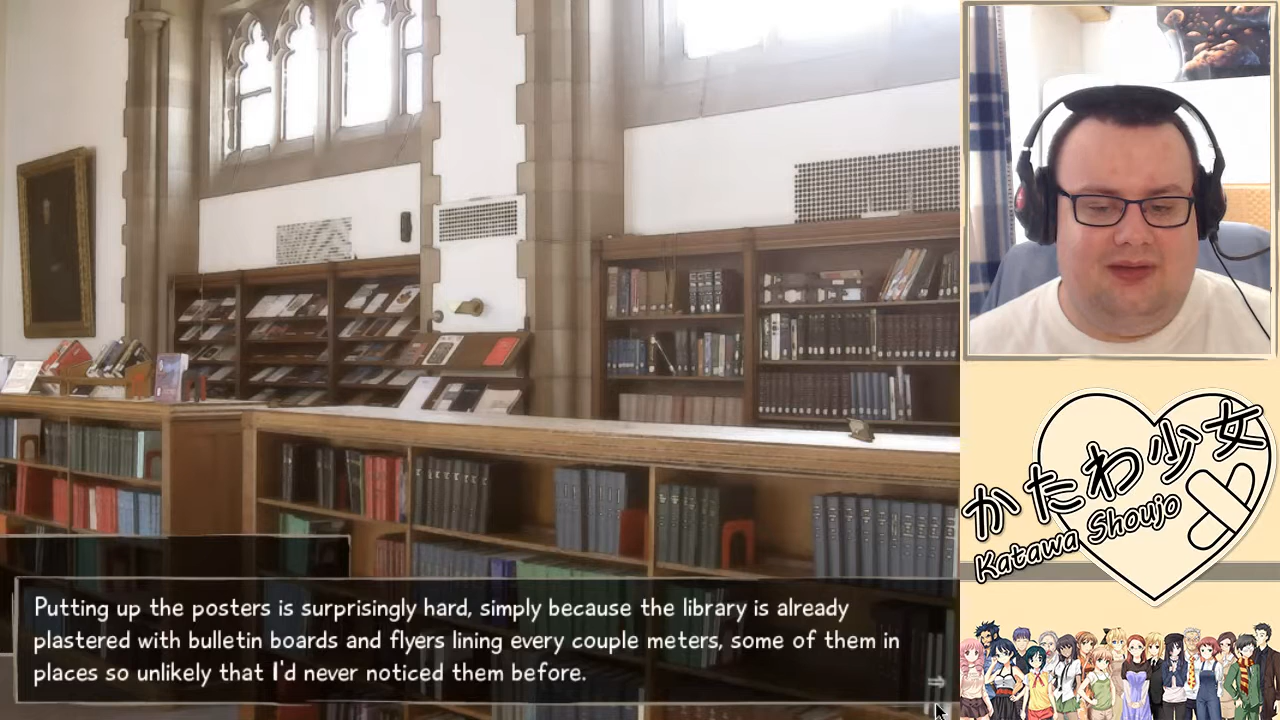 Putting up the posters is surprisingly hard, simply because the library is already
plastered with bulletin boards and flyers lining every couple meters, some of them in
places so unlikely that I'd never noticed them before.
かたわ少女
Katawa Shoujo